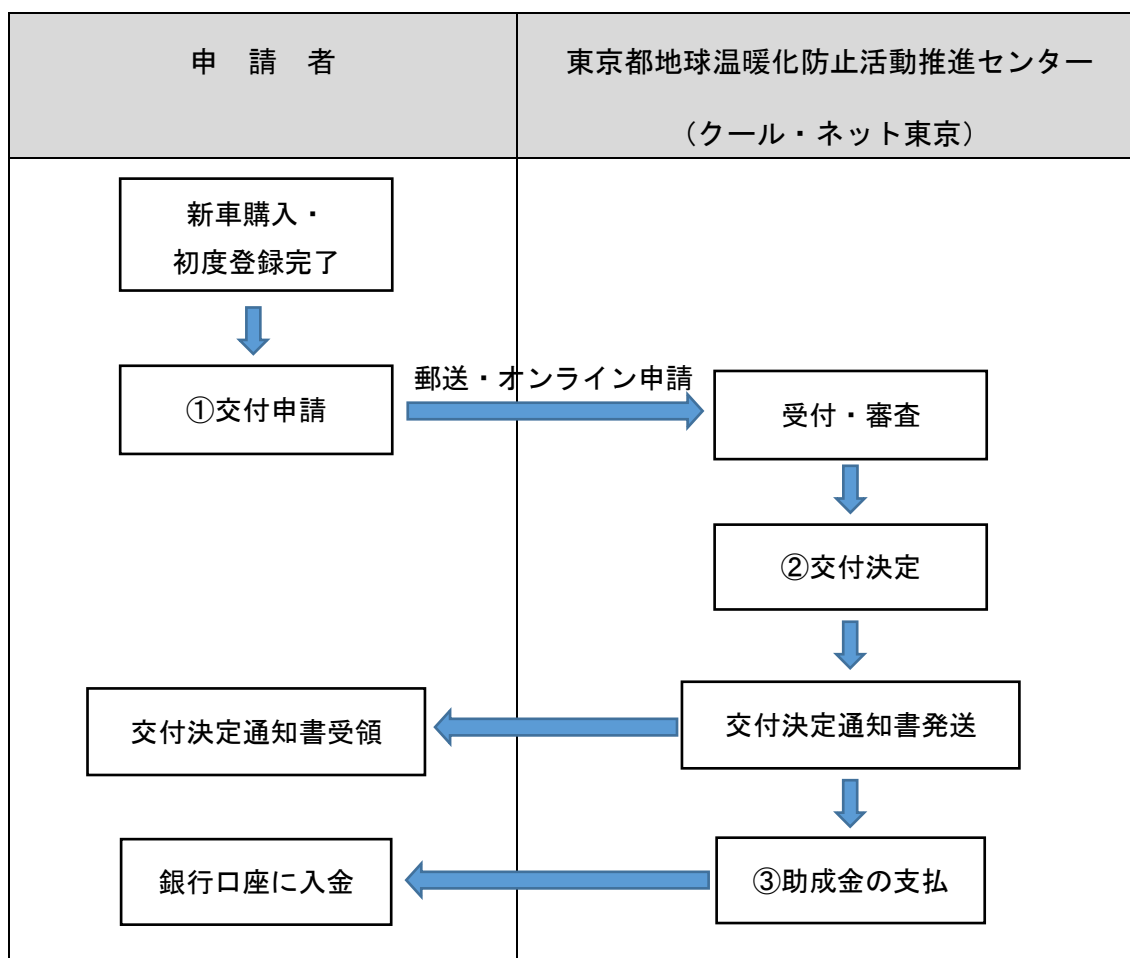 申 請 者
東京都地球温暖化防止活動推進センター
（クール・ネット東京）
新車購入・
初度登録完了
①交付申請
郵送・オンライン申請
受付・審査
②交付決定
交付決定通知書受領
交付決定通知書発送
銀行口座に入金
③助成金の支払